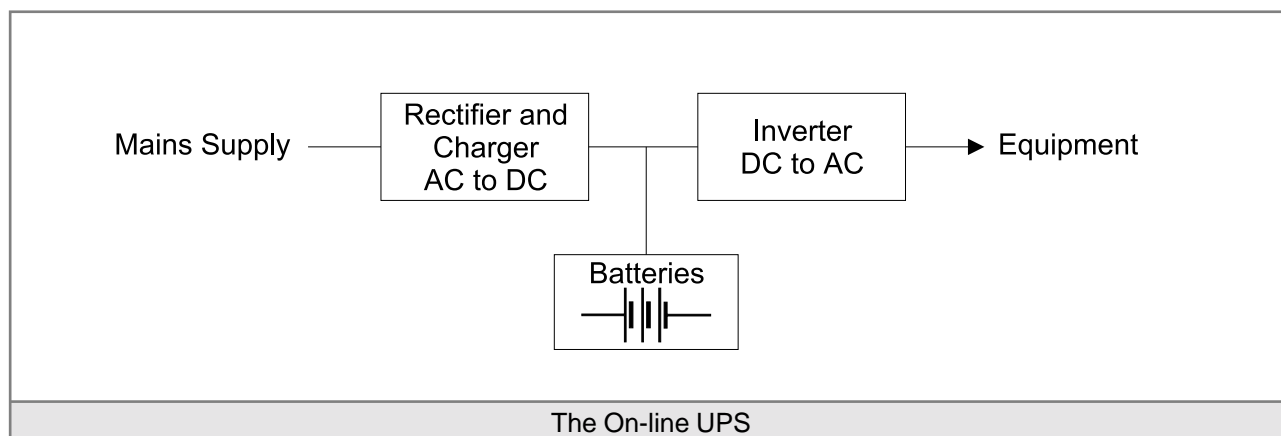 Mains Supply
Rectifier and
Charger
AC to DC
Inverter
DC to AC
Equipment
Batteries
The On-line UPS